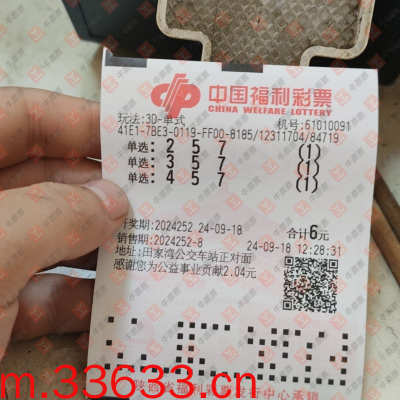 中国福利彩票
CHINA WELFARE LOTTERY
玩法:3D-单式 机号:61010091
41E1-7BE3-0119-FF00-8185/12311704/84719
单选: 2 5 7 (1)
单选: 3 5 7 (1)
单选: 4 5 7 (1)
开奖期:2024252 24-09-18 合计6元
销售期:2024252-8 24-09-18 12:28:31
地址:田家湾公交车站正对面
感谢您为公益事业贡献2.04元
m.33633.cn